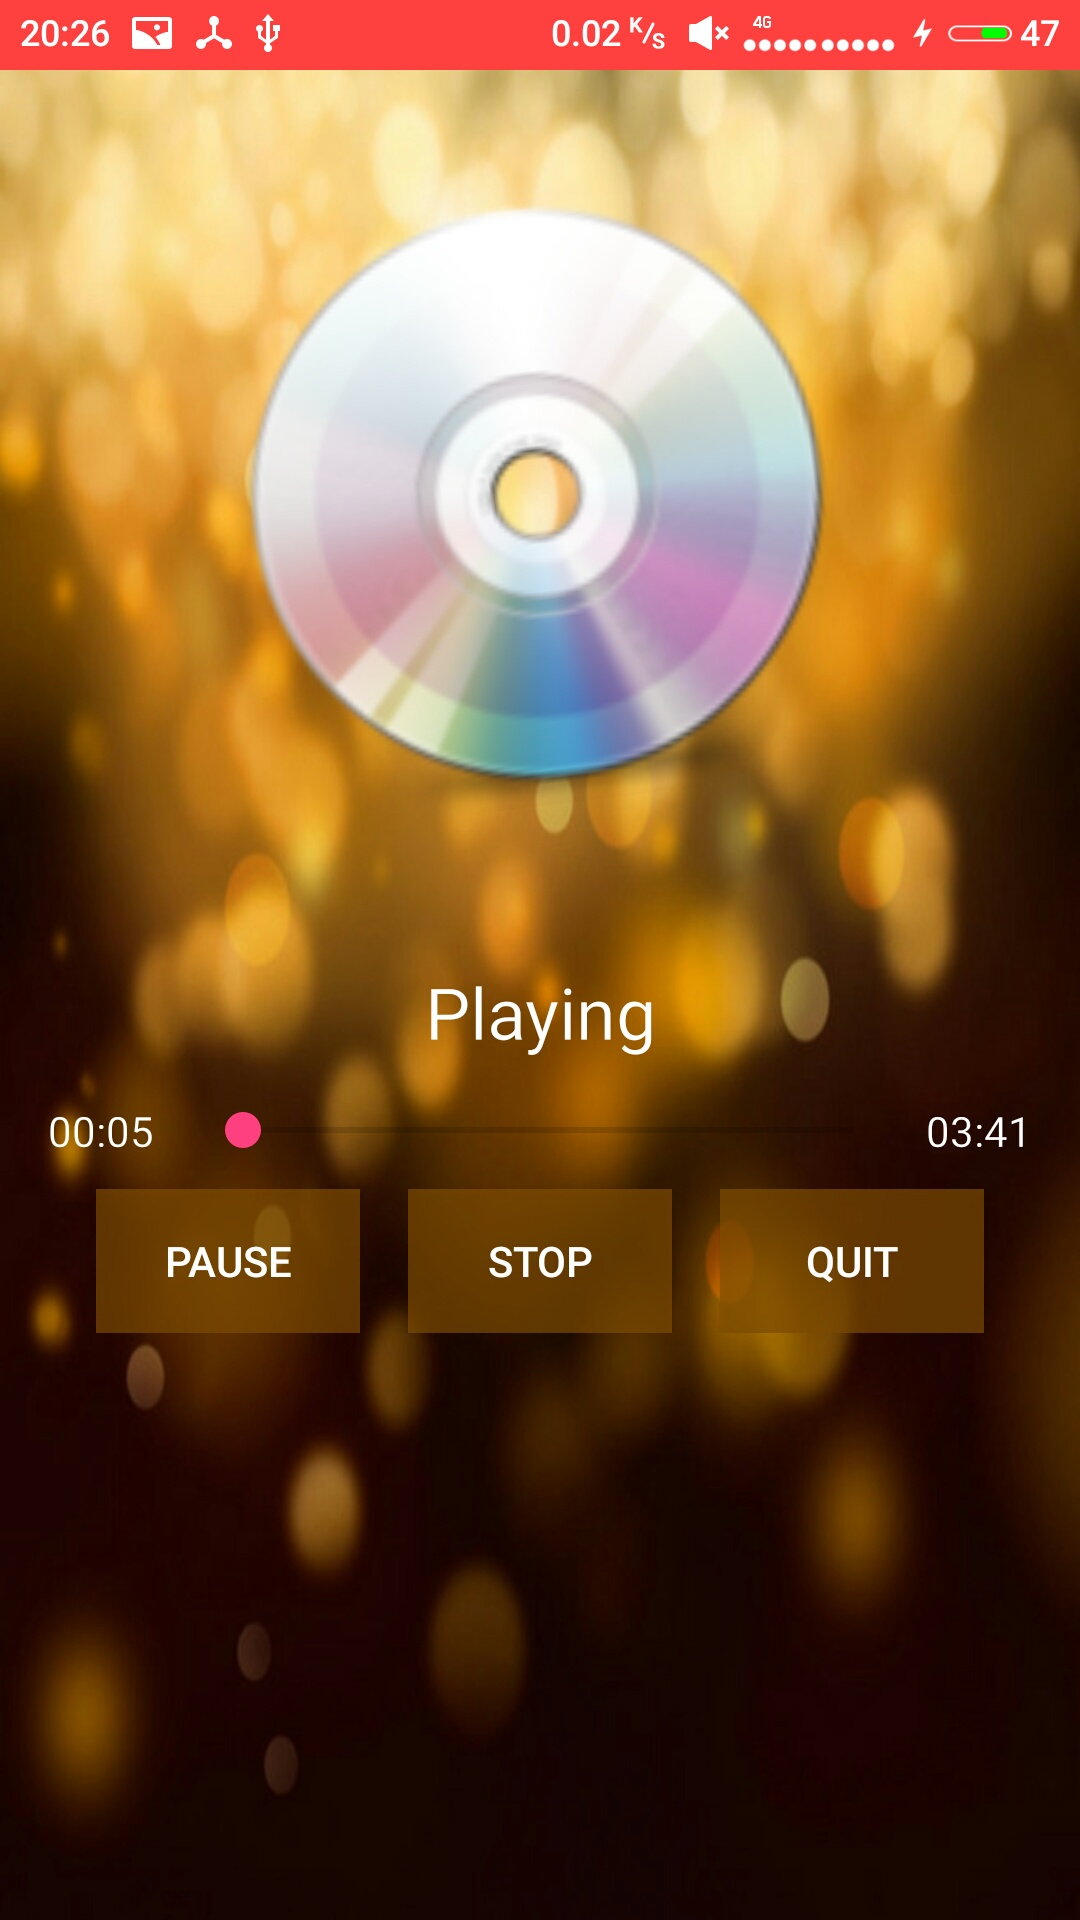 20:26 0.02 K/s 4G 47
Playing
00:05 03:41
PAUSE STOP QUIT